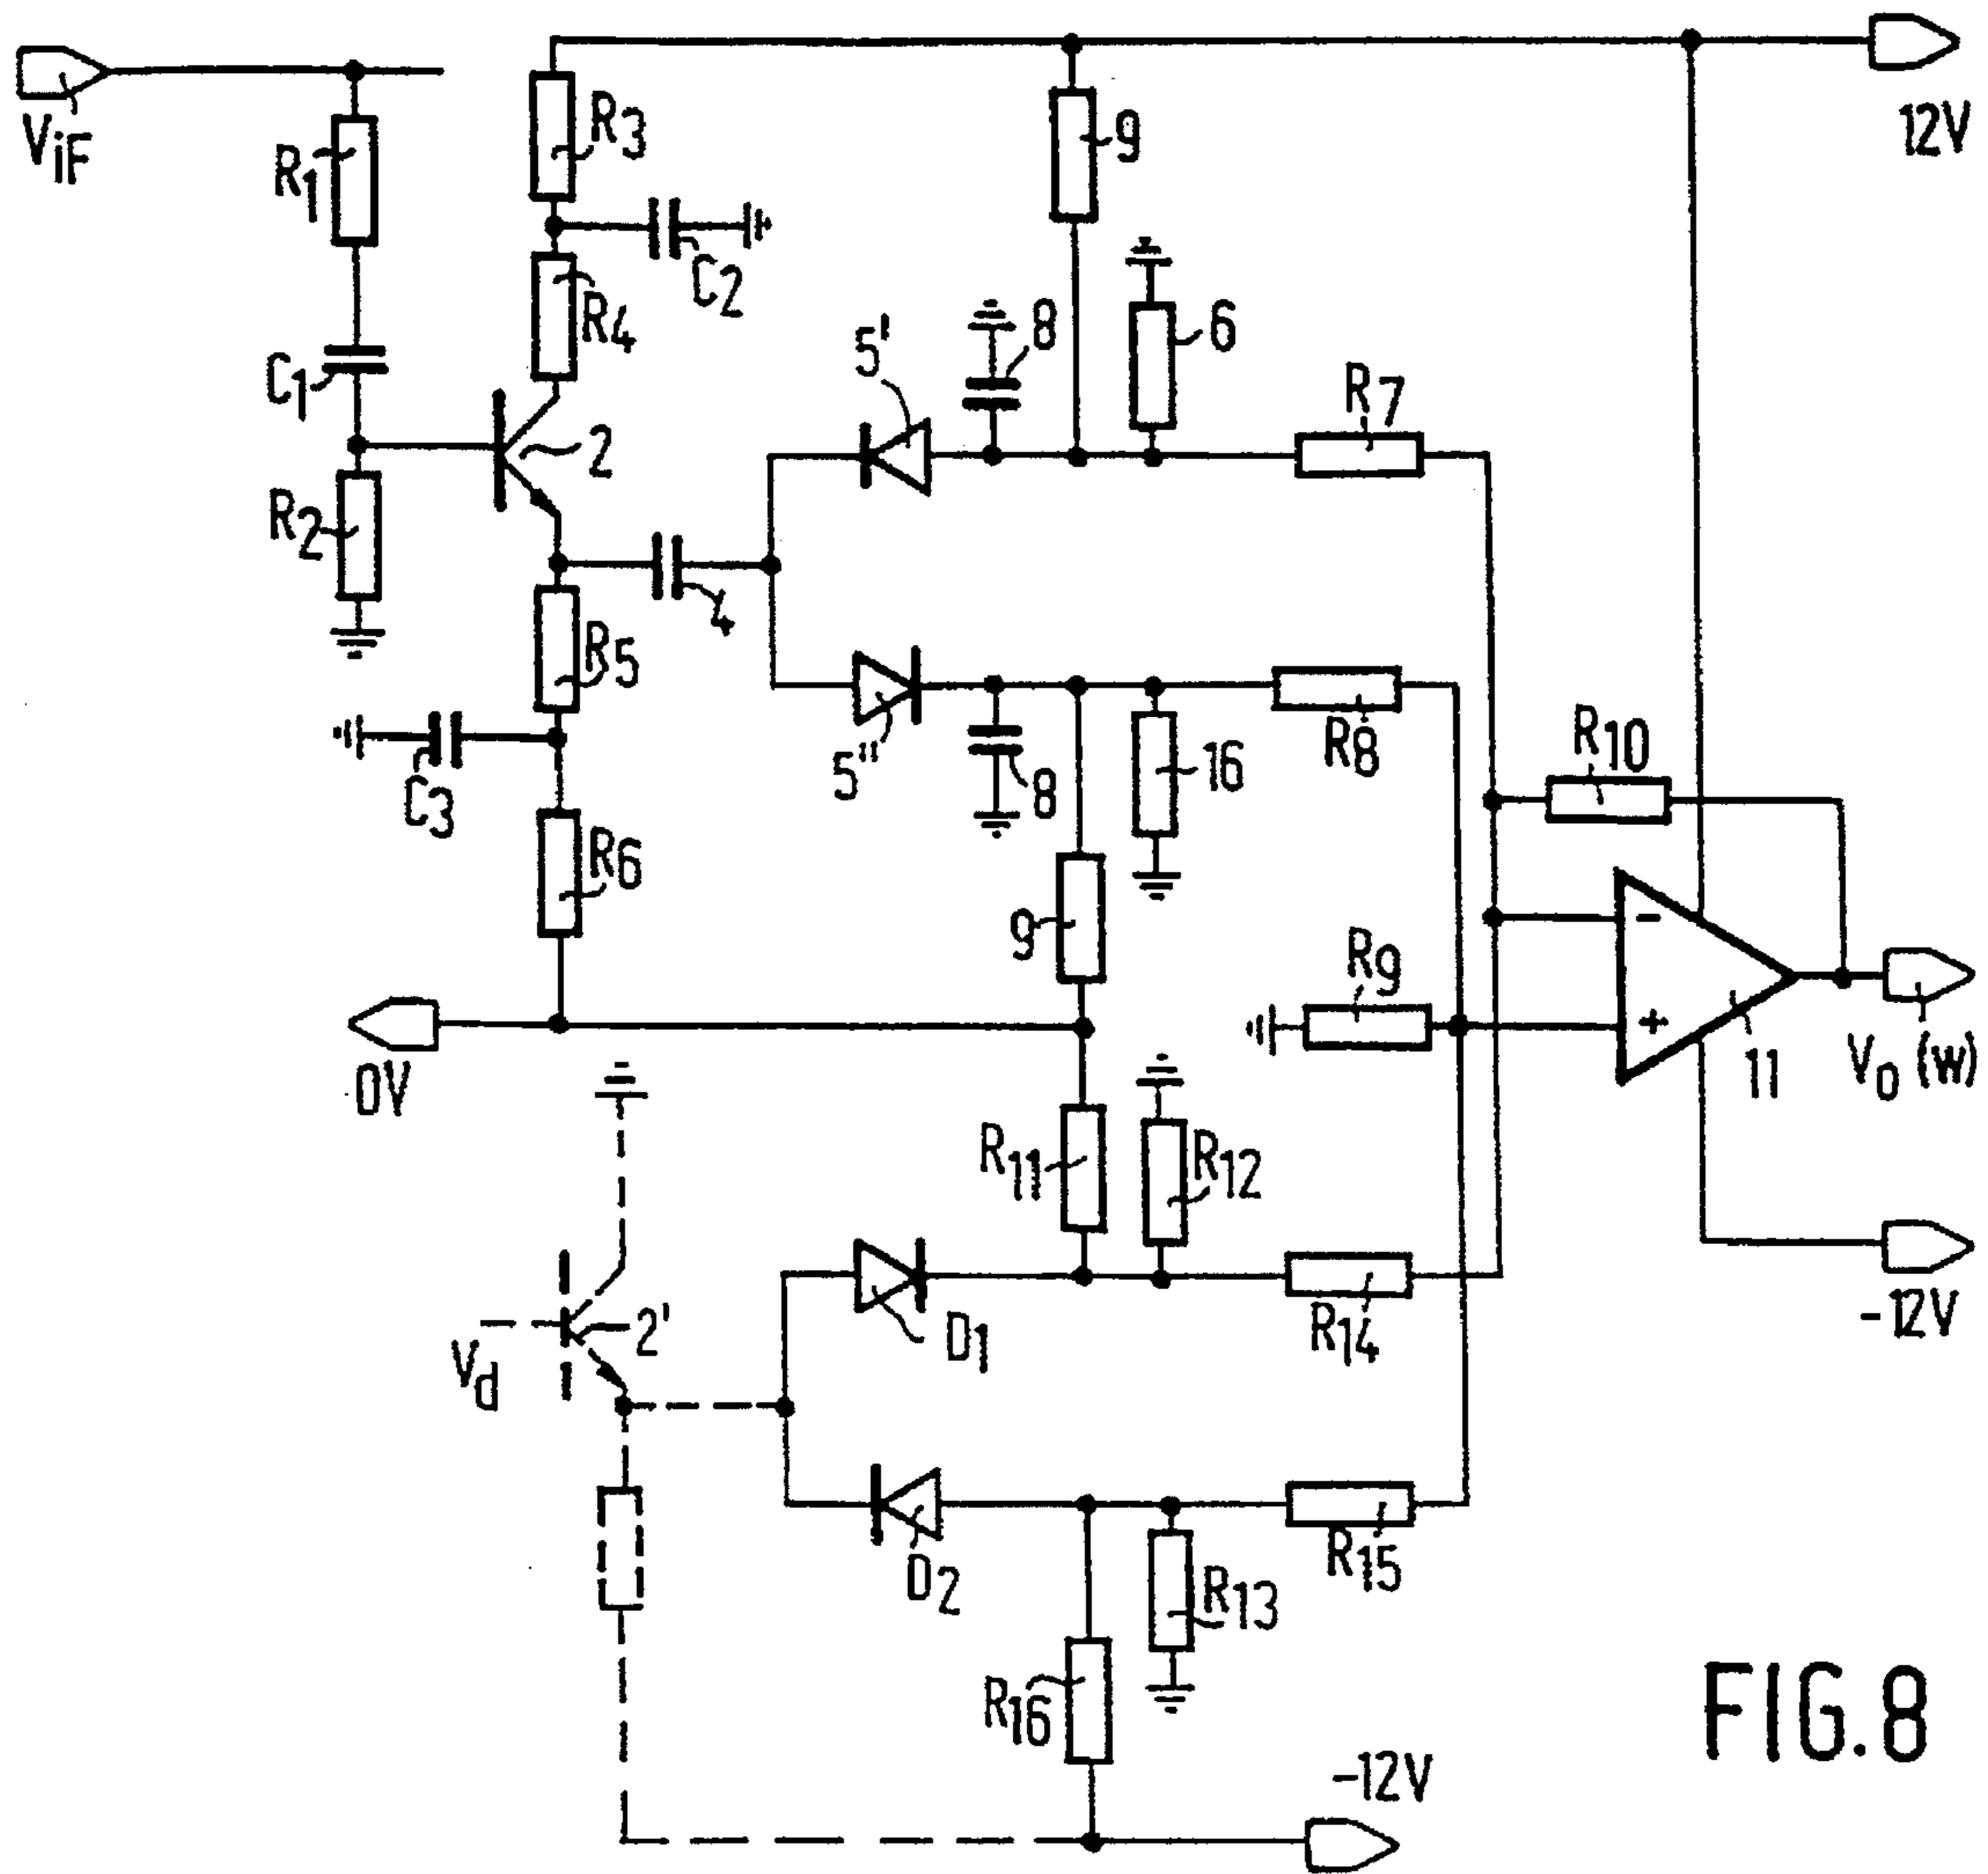 ViF
12V
R1
R3
9
C2
R4
C1
5'
8
6
R7
2
R2
4
R5
5"
8
16
R8
R10
C3
R6
9
R9
-
+
11
Vo (W)
0V
R11
R12
-12V
2'
Vd
D1
R14
D2
R13
R15
R16
-12V
FIG.8